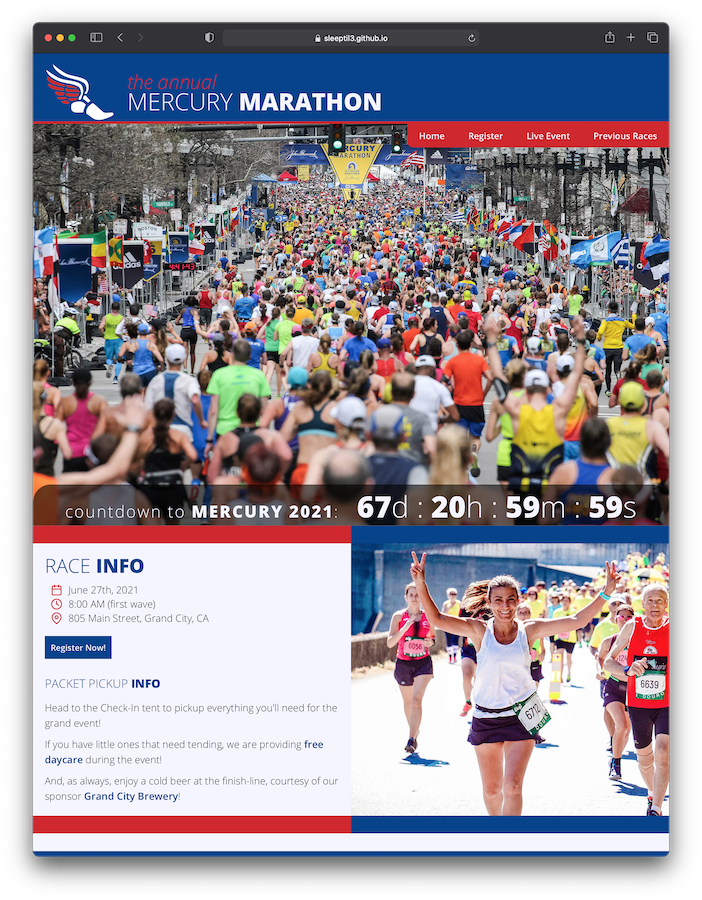 sleeptil3.github.io
the annual
MERCURY MARATHON
Home Register Live Event Previous Races
MERCURY
MARATHON
adidas
4:41:43
countdown to MERCURY 2021: 67d : 20h : 59m : 59s
RACE INFO
June 27th, 2021
8:00 AM (first wave)
805 Main Street, Grand City, CA
Register Now!
PACKET PICKUP INFO
Head to the Check-In tent to pickup everything you'll need for the
grand event!
If you have little ones that need tending, we are providing free
daycare during the event!
And, as always, enjoy a cold beer at the finish-line, courtesy of our
sponsor Grand City Brewery!
6056
6712
6639